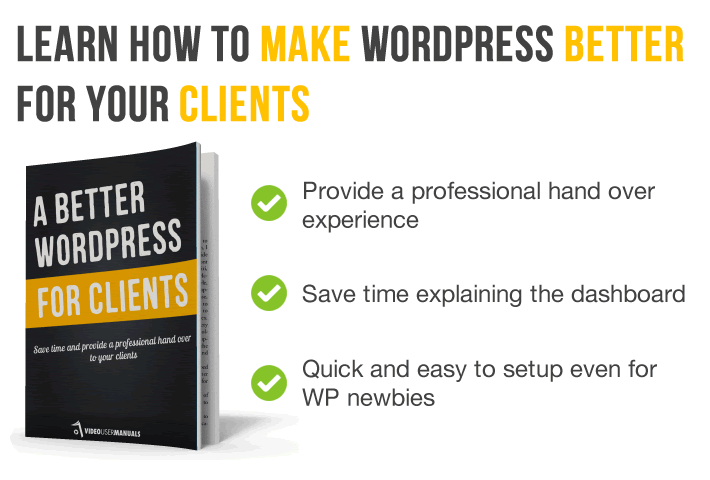 LEARN HOW TO MAKE WORDPRESS BETTER
FOR YOUR CLIENTS
A BETTER
WORDPRESS
FOR CLIENTS
Save time and provide a professional hand over
to your clients
VIDEOUSERMANUALS
Provide a professional hand over
experience
Save time explaining the dashboard
Quick and easy to setup even for
WP newbies